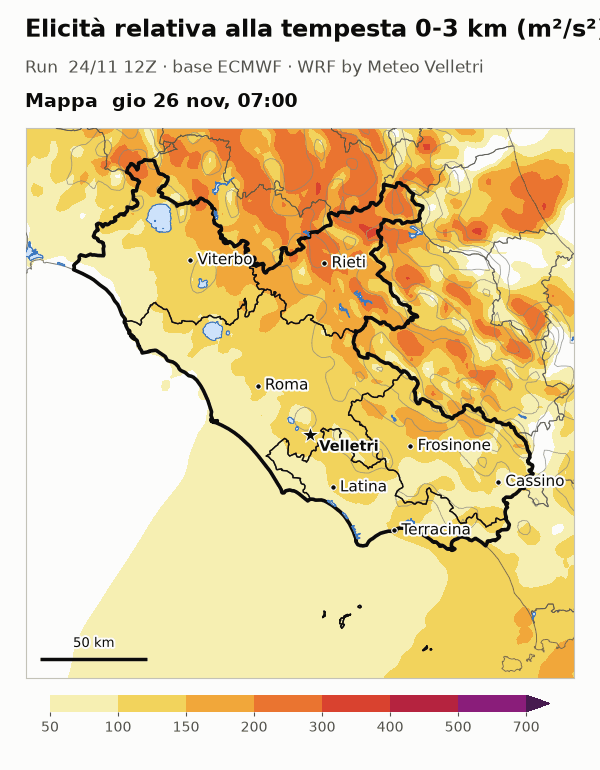 Elicità relativa alla tempesta 0-3 km (m²/s²)
Run  24/11 12Z · base ECMWF · WRF by Meteo Velletri
Mappa  gio 26 nov, 07:00
Viterbo
Rieti
Roma
Velletri
Frosinone
Cassino
Latina
Terracina
50 km
50 100 150 200 300 400 500 700